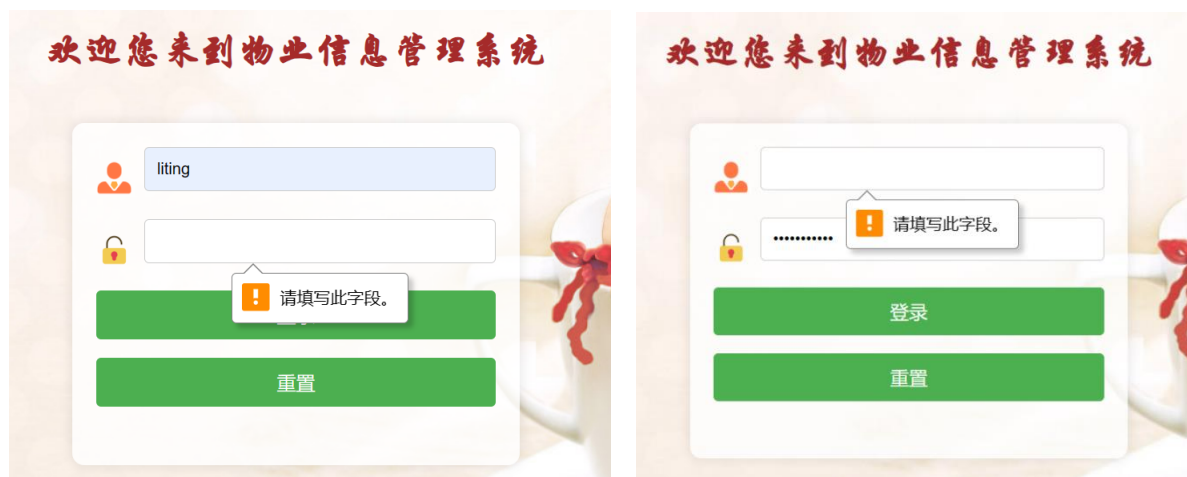 欢迎您来到物业信息管理系统
liting
请填写此字段。
重置
欢迎您来到物业信息管理系统
请填写此字段。
•••••••••••
登录
重置